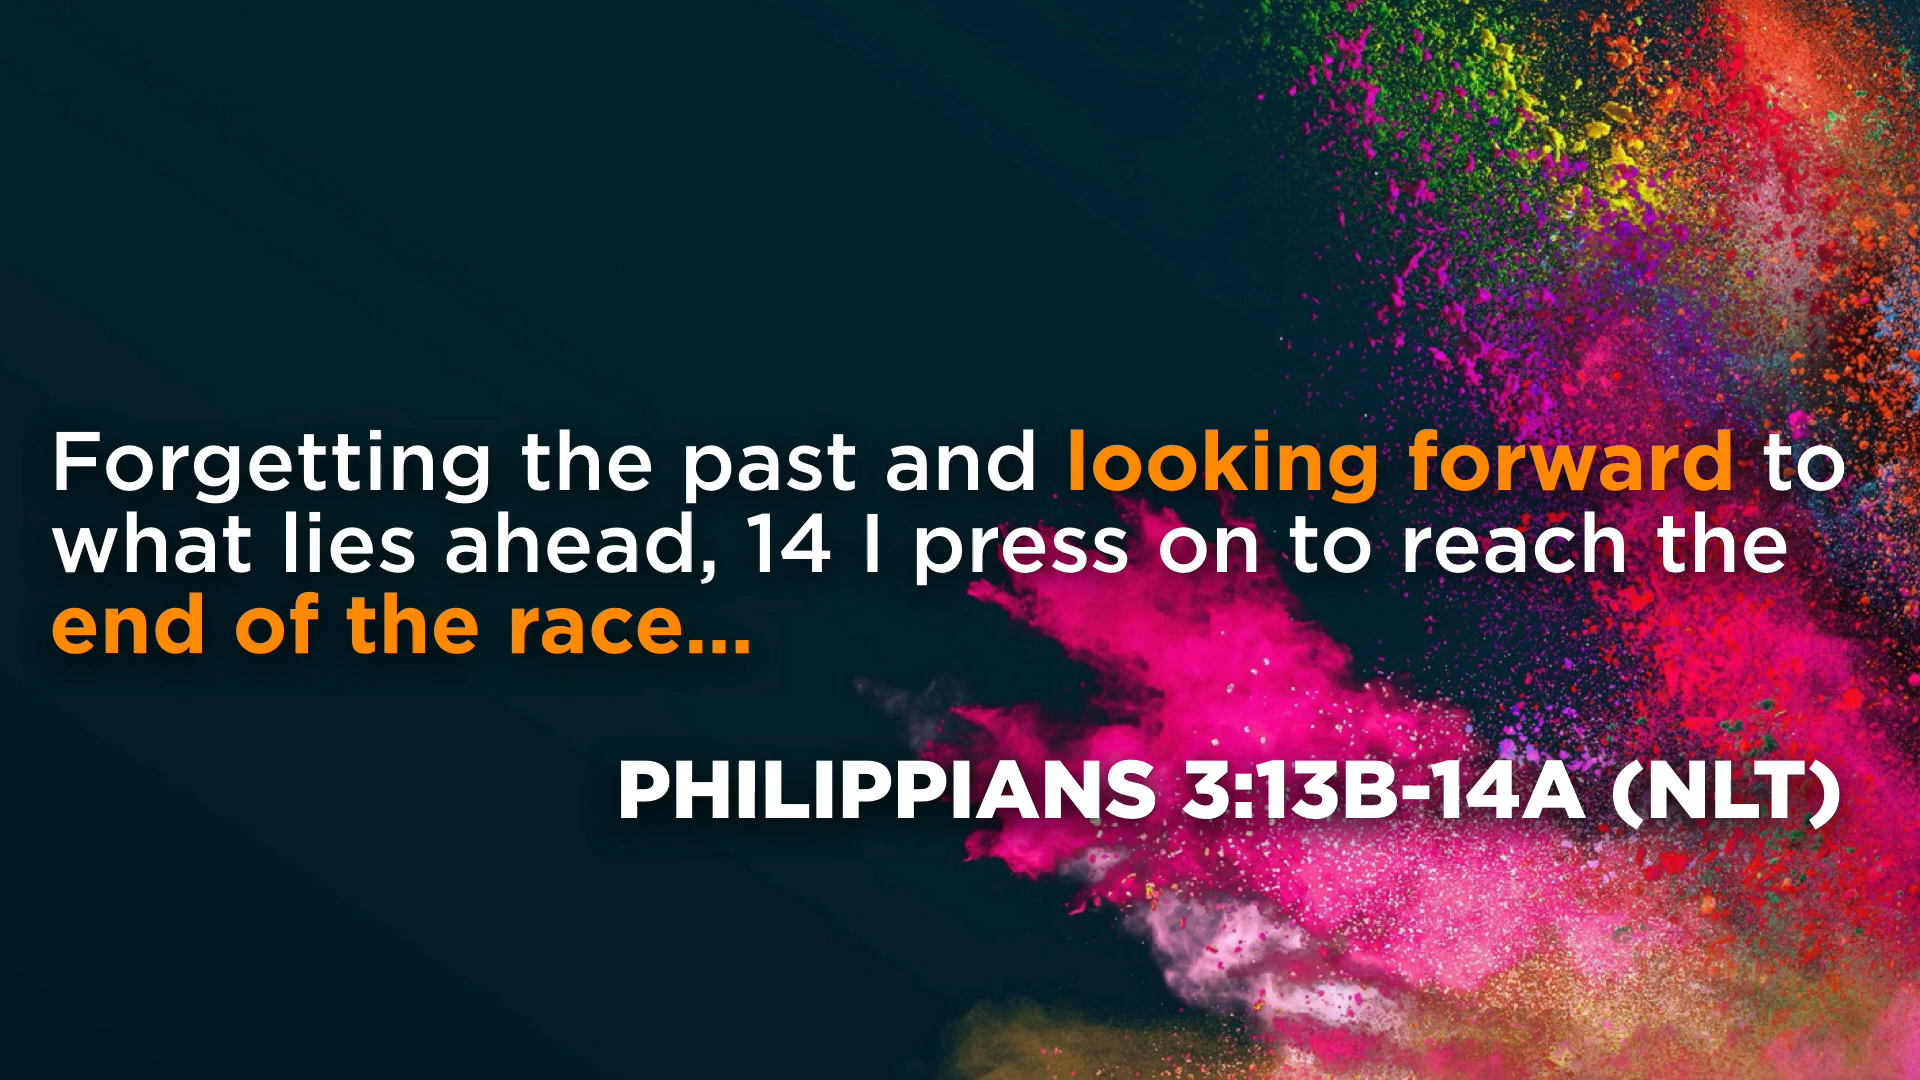 Forgetting the past and looking forward to
what lies ahead, 14 I press on to reach the
end of the race...
PHILIPPIANS 3:13B-14A (NLT)